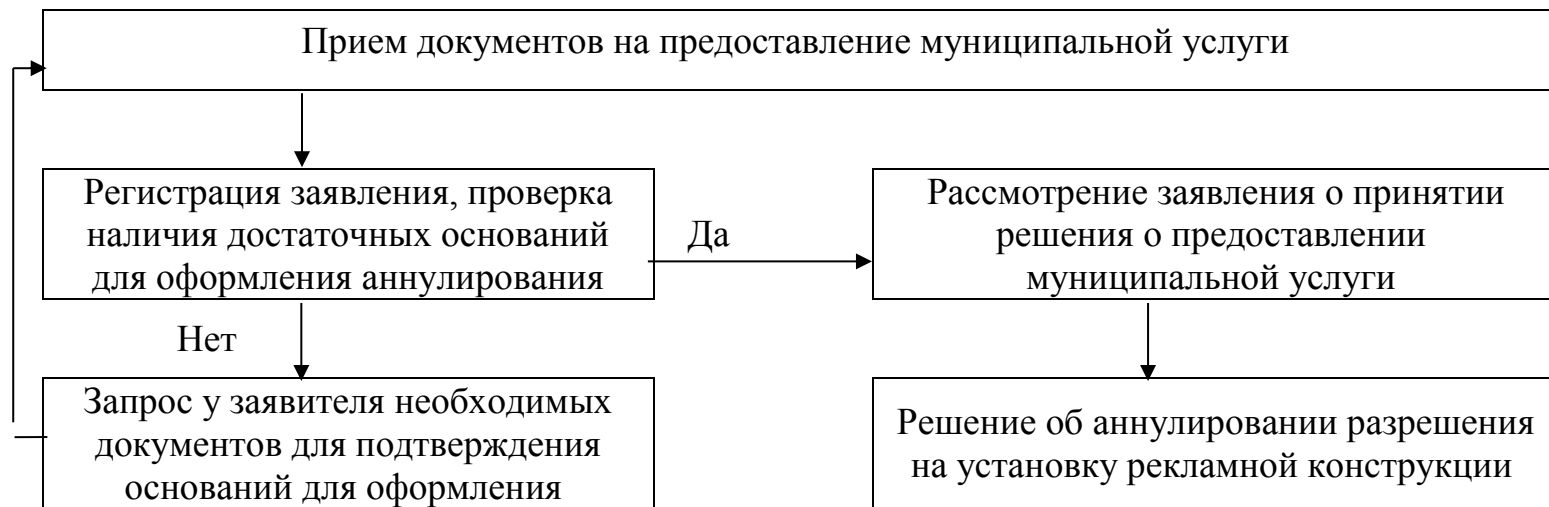 Прием документов на предоставление муниципальной услуги
Регистрация заявления, проверка
наличия достаточных оснований
для оформления аннулирования
Да
Рассмотрение заявления о принятии
решения о предоставлении
муниципальной услуги
Нет
Запрос у заявителя необходимых
документов для подтверждения
оснований для оформления
Решение об аннулировании разрешения
на установку рекламной конструкции